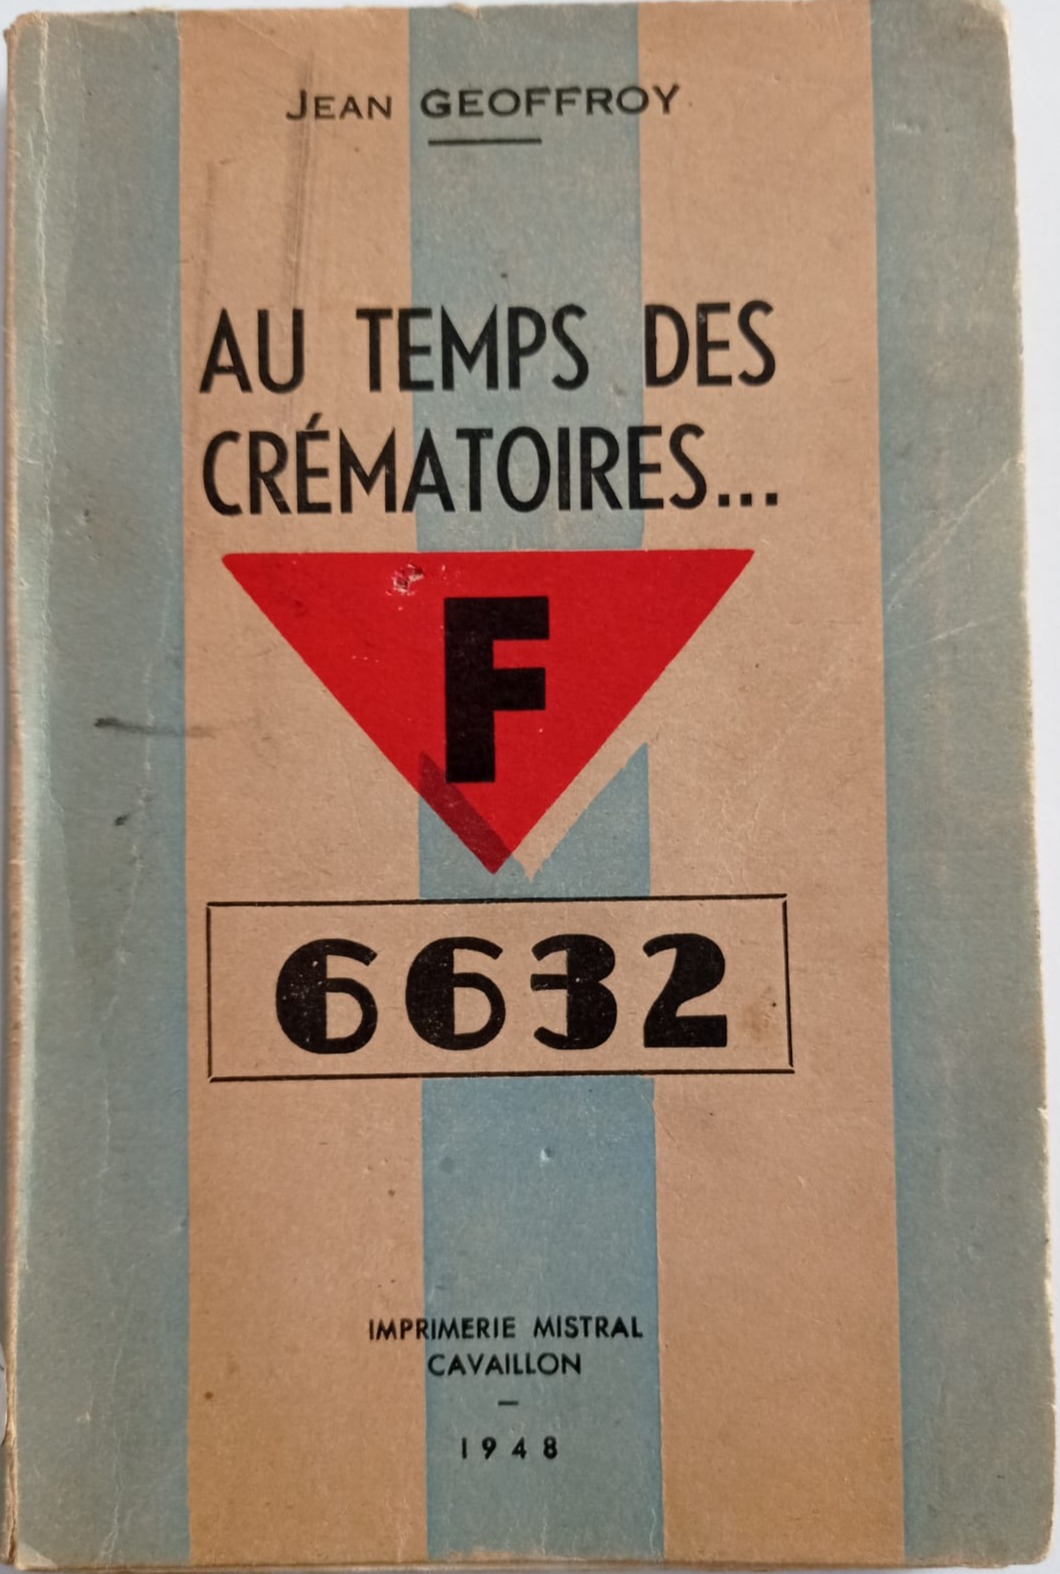 JEAN GEOFFROY
AU TEMPS DES
CRÉMATOIRES...
F
6632
IMPRIMERIE MISTRAL
CAVAILLON
—
1948